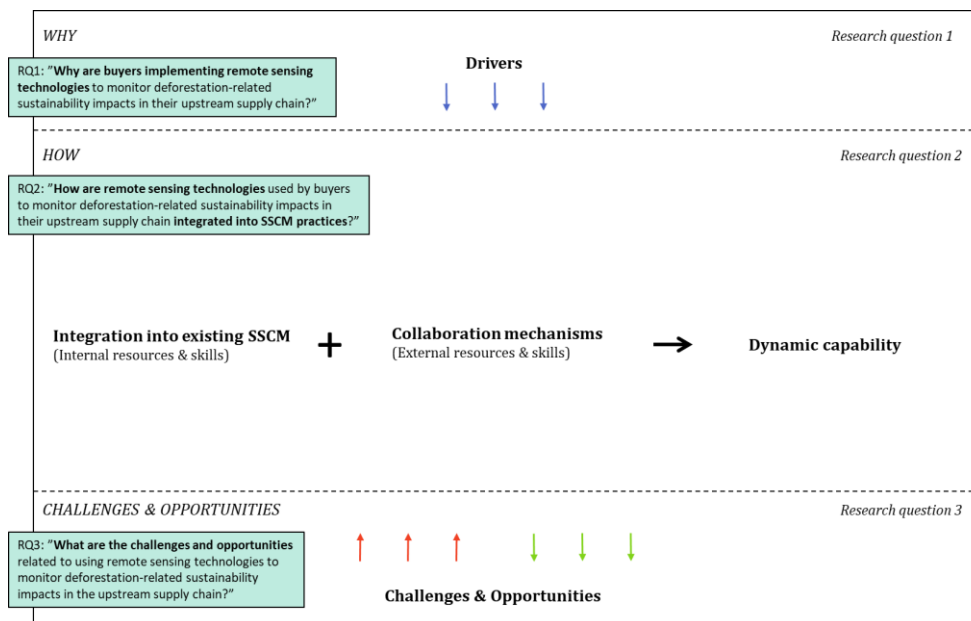 WHY
Research question 1
RQ1: "Why are buyers implementing remote sensing
technologies to monitor deforestation-related
sustainability impacts in their upstream supply chain?"
Drivers
HOW
Research question 2
RQ2: "How are remote sensing technologies used by buyers
to monitor deforestation-related sustainability impacts in
their upstream supply chain integrated into SSCM practices?"
Integration into existing SSCM
(Internal resources & skills)
+
Collaboration mechanisms
(External resources & skills)
Dynamic capability
CHALLENGES & OPPORTUNITIES
Research question 3
RQ3: "What are the challenges and opportunities
related to using remote sensing technologies to
monitor deforestation-related sustainability
impacts in the upstream supply chain?"
Challenges & Opportunities